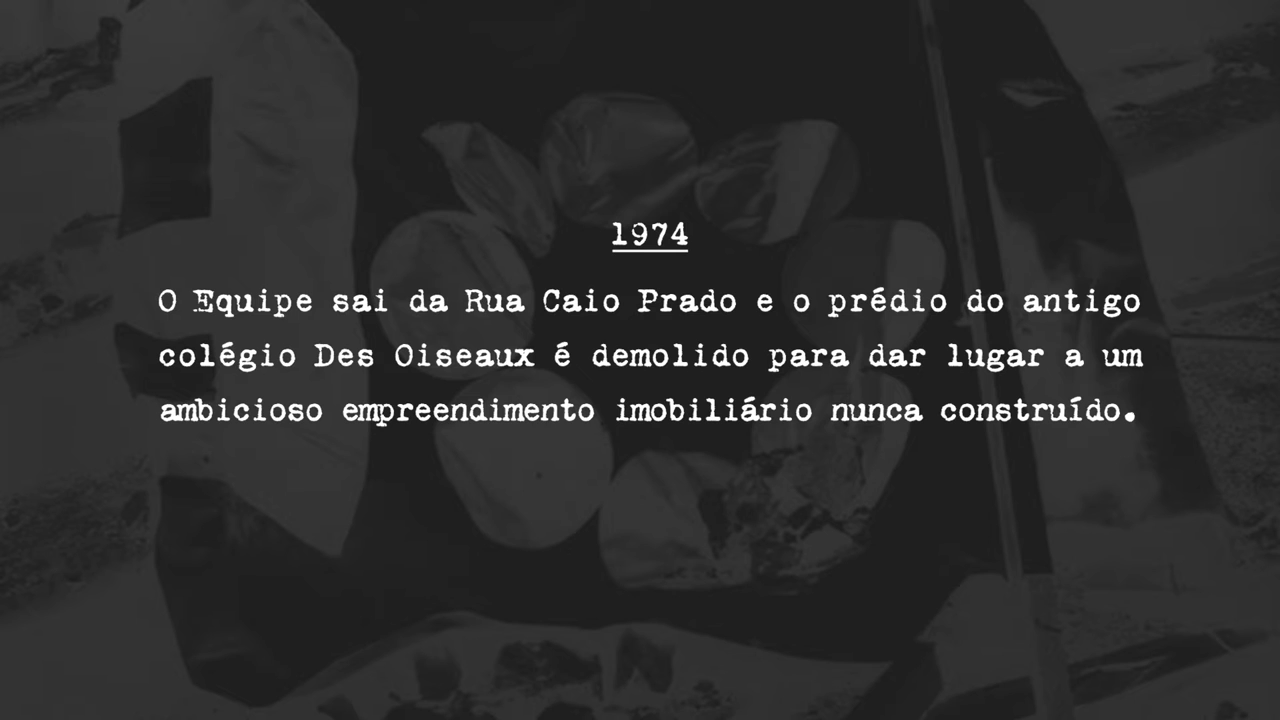 1974
O Equipe sai da Rua Caio Prado e o prédio do antigo
colégio Des Oiseaux é demolido para dar lugar a um
ambicioso empreendimento imobiliário nunca construído.